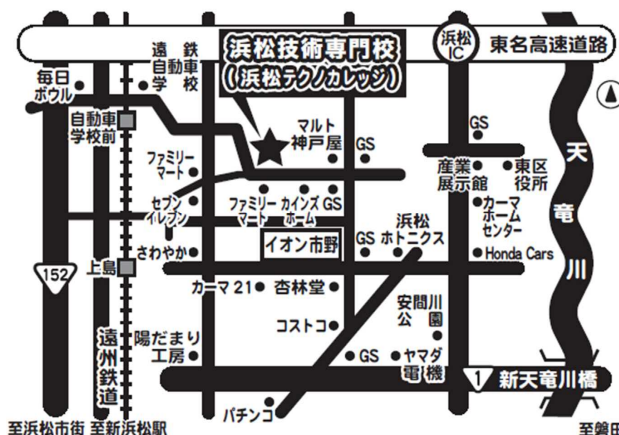 浜松技術専門校
(浜松テクノカレッジ)
浜松
IC
東名高速道路
遠鉄
自動車
学校
毎日
ボウル
自動車
学校前
マルト
神戸屋
GS
GS
ファミリー
マート
産業
展示館
東区
役所
天竜川
セブン
イレブン
ファミリー
マート
カインズ
ホーム
GS
カーマ
ホーム
センター
浜松
ホトニクス
さわやか
イオン市野
GS
Honda Cars
152
上島
カーマ21
杏林堂
安間川
公園
コストコ
遠州鉄道
陽だまり
工房
GS
ヤマダ
電機
1
新天竜川橋
パチンコ
至浜松市街
至新浜松駅
至磐田